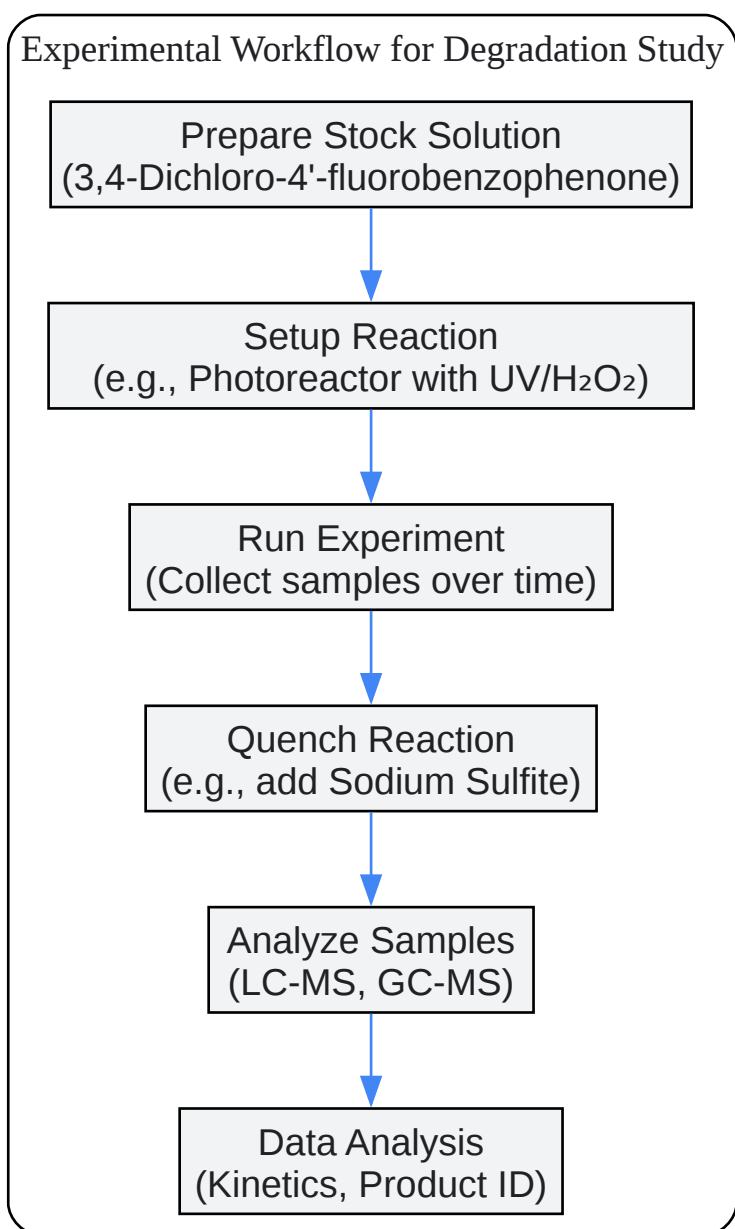 Experimental Workflow for Degradation Study
Prepare Stock Solution
(3,4-Dichloro-4'-fluorobenzophenone)
Setup Reaction
(e.g., Photoreactor with UV/H₂O₂)
Run Experiment
(Collect samples over time)
Quench Reaction
(e.g., add Sodium Sulfite)
Analyze Samples
(LC-MS, GC-MS)
Data Analysis
(Kinetics, Product ID)